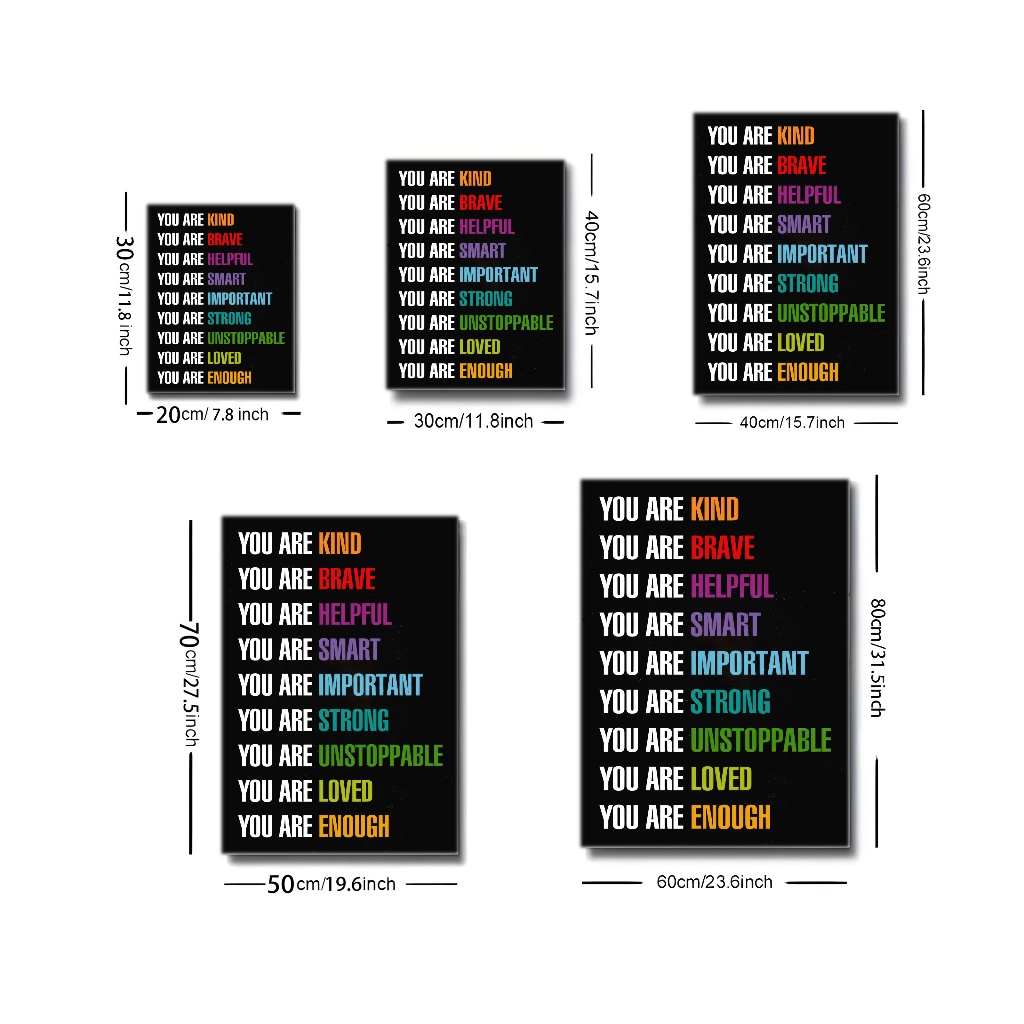 YOU ARE KIND
YOU ARE BRAVE
YOU ARE HELPFUL
YOU ARE SMART
YOU ARE IMPORTANT
YOU ARE STRONG
YOU ARE UNSTOPPABLE
YOU ARE LOVED
YOU ARE ENOUGH
30cm/11.8 inch
20cm/ 7.8 inch
YOU ARE KIND
YOU ARE BRAVE
YOU ARE HELPFUL
YOU ARE SMART
YOU ARE IMPORTANT
YOU ARE STRONG
YOU ARE UNSTOPPABLE
YOU ARE LOVED
YOU ARE ENOUGH
40cm/15.7inch
30cm/11.8inch
YOU ARE KIND
YOU ARE BRAVE
YOU ARE HELPFUL
YOU ARE SMART
YOU ARE IMPORTANT
YOU ARE STRONG
YOU ARE UNSTOPPABLE
YOU ARE LOVED
YOU ARE ENOUGH
60cm/23.6inch
40cm/15.7inch
YOU ARE KIND
YOU ARE BRAVE
YOU ARE HELPFUL
YOU ARE SMART
YOU ARE IMPORTANT
YOU ARE STRONG
YOU ARE UNSTOPPABLE
YOU ARE LOVED
YOU ARE ENOUGH
70cm/27.5inch
50cm/19.6inch
YOU ARE KIND
YOU ARE BRAVE
YOU ARE HELPFUL
YOU ARE SMART
YOU ARE IMPORTANT
YOU ARE STRONG
YOU ARE UNSTOPPABLE
YOU ARE LOVED
YOU ARE ENOUGH
80cm/31.5inch
60cm/23.6inch